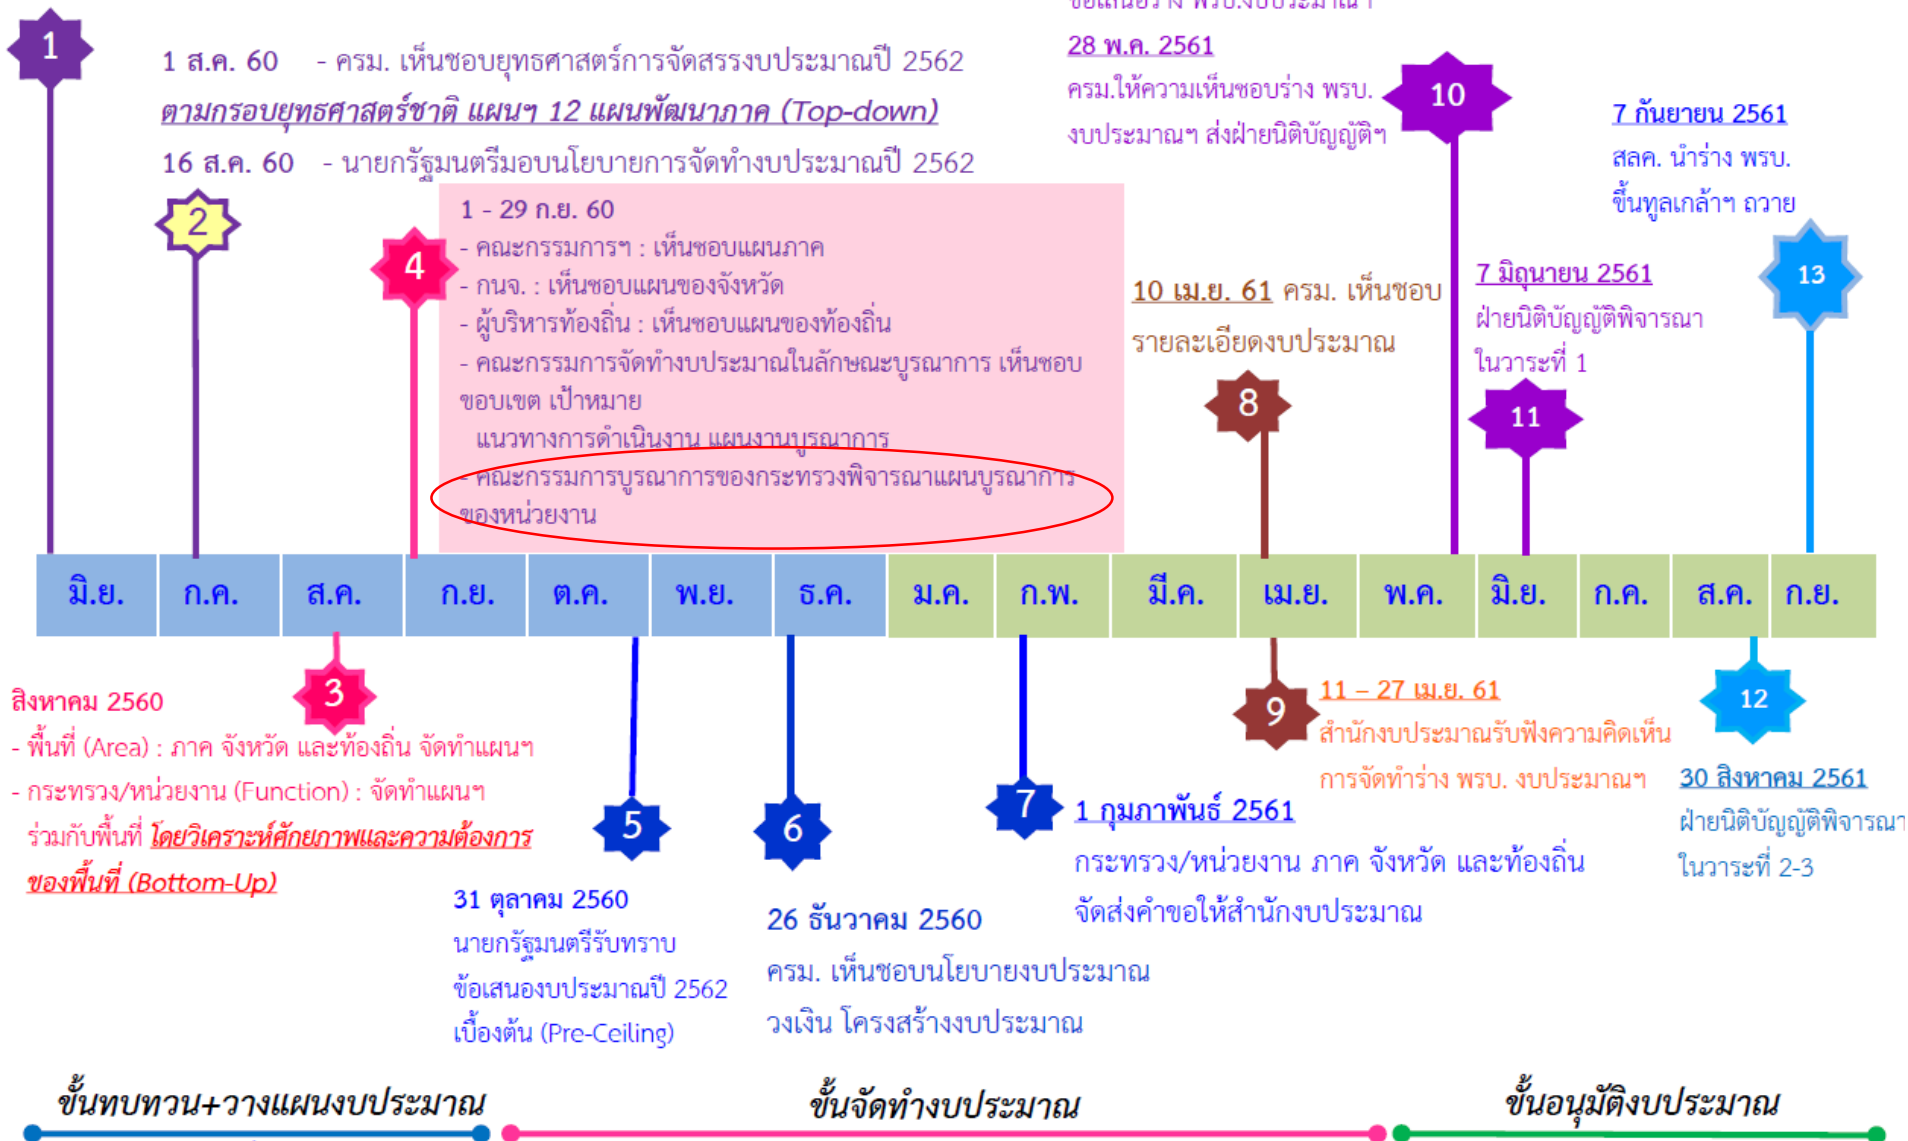 1
1 ส.ค. 60 - ครม. เห็นชอบยุทธศาสตร์การจัดสรรงบประมาณปี 2562
ตามกรอบยุทธศาสตร์ชาติ แผนฯ 12 แผนพัฒนาภาค (Top-down)
16 ส.ค. 60 - นายกรัฐมนตรีมอบนโยบายการจัดทำงบประมาณปี 2562
2
4
1 - 29 ก.ย. 60
- คณะกรรมการฯ : เห็นชอบแผนภาค
- กนจ. : เห็นชอบแผนของจังหวัด
- ผู้บริหารท้องถิ่น : เห็นชอบแผนของท้องถิ่น
- คณะกรรมการจัดทำงบประมาณในลักษณะบูรณาการ เห็นชอบ
ขอบเขต เป้าหมาย
แนวทางการดำเนินงาน แผนงานบูรณาการ
- คณะกรรมการบูรณาการของกระทรวงพิจารณาแผนบูรณาการ
ของหน่วยงาน
28 พ.ค. 2561
ครม.ให้ความเห็นชอบร่าง พรบ.
งบประมาณฯ ส่งฝ่ายนิติบัญญัติฯ
10
7 กันยายน 2561
สลค. นำร่าง พรบ.
ขึ้นทูลเกล้าฯ ถวาย
13
10 เม.ย. 61 ครม. เห็นชอบ
รายละเอียดงบประมาณ
8
7 มิถุนายน 2561
ฝ่ายนิติบัญญัติพิจารณา
ในวาระที่ 1
11
มิ.ย. ก.ค. ส.ค. ก.ย. ต.ค. พ.ย. ธ.ค. ม.ค. ก.พ. มี.ค. เม.ย. พ.ค. มิ.ย. ก.ค. ส.ค. ก.ย.
3
สิงหาคม 2560
- พื้นที่ (Area) : ภาค จังหวัด และท้องถิ่น จัดทำแผนฯ
- กระทรวง/หน่วยงาน (Function) : จัดทำแผนฯ
ร่วมกับพื้นที่ โดยวิเคราะห์ศักยภาพและความต้องการ
ของพื้นที่ (Bottom-Up)
5
31 ตุลาคม 2560
นายกรัฐมนตรีรับทราบ
ข้อเสนองบประมาณปี 2562
เบื้องต้น (Pre-Ceiling)
6
26 ธันวาคม 2560
ครม. เห็นชอบนโยบายงบประมาณ
วงเงิน โครงสร้างงบประมาณ
7
1 กุมภาพันธ์ 2561
กระทรวง/หน่วยงาน ภาค จังหวัด และท้องถิ่น
จัดส่งคำขอให้สำนักงบประมาณ
9
11 – 27 เม.ย. 61
สำนักงบประมาณรับฟังความคิดเห็น
การจัดทำร่าง พรบ. งบประมาณฯ
12
30 สิงหาคม 2561
ฝ่ายนิติบัญญัติพิจารณา
ในวาระที่ 2-3
ขั้นทบทวน+วางแผนงบประมาณ
ขั้นจัดทำงบประมาณ
ขั้นอนุมัติงบประมาณ